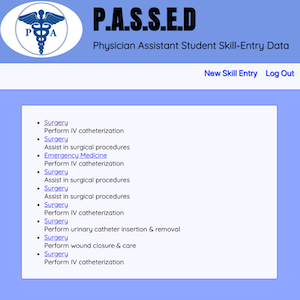 P.A.S.S.E.D
P A
Physician Assistant Student Skill-Entry Data
New Skill Entry Log Out
Surgery
Perform IV catheterization
Surgery
Assist in surgical procedures
Emergency Medicine
Perform IV catheterization
Surgery
Assist in surgical procedures
Surgery
Assist in surgical procedures
Surgery
Perform IV catheterization
Surgery
Perform urinary catheter insertion & removal
Surgery
Perform wound closure & care
Surgery
Perform IV catheterization